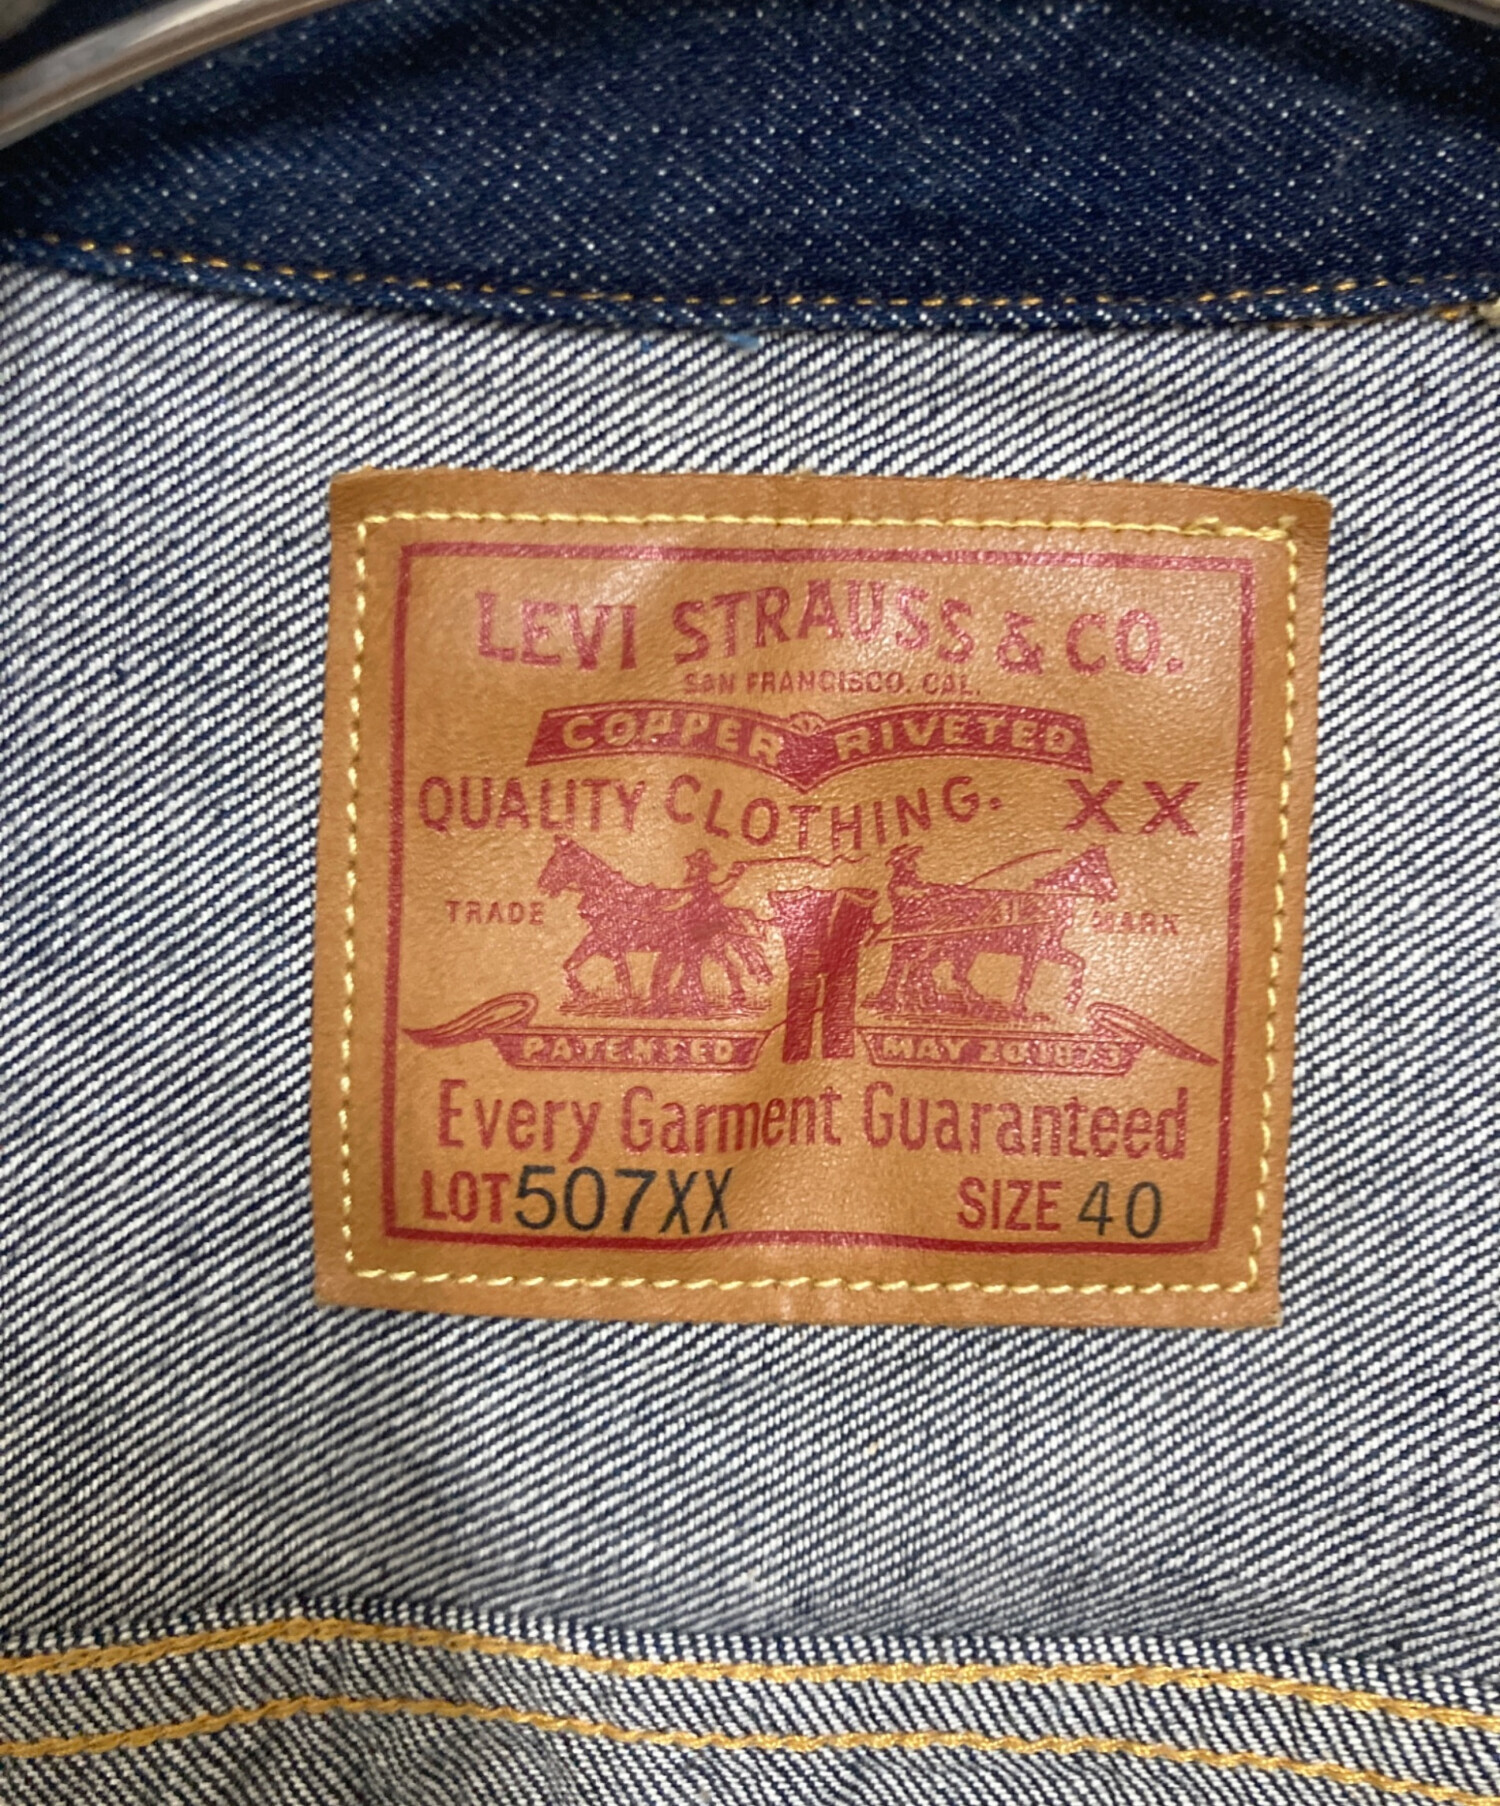 LEVI STRAUSS & CO.
SAN FRANCISCO. CAL.
COPPER RIVETED
QUALITY CLOTHING. XX
TRADE MARK
PATENTED MAY 20 1873
Every Garment Guaranteed
LOT 507XX SIZE 40